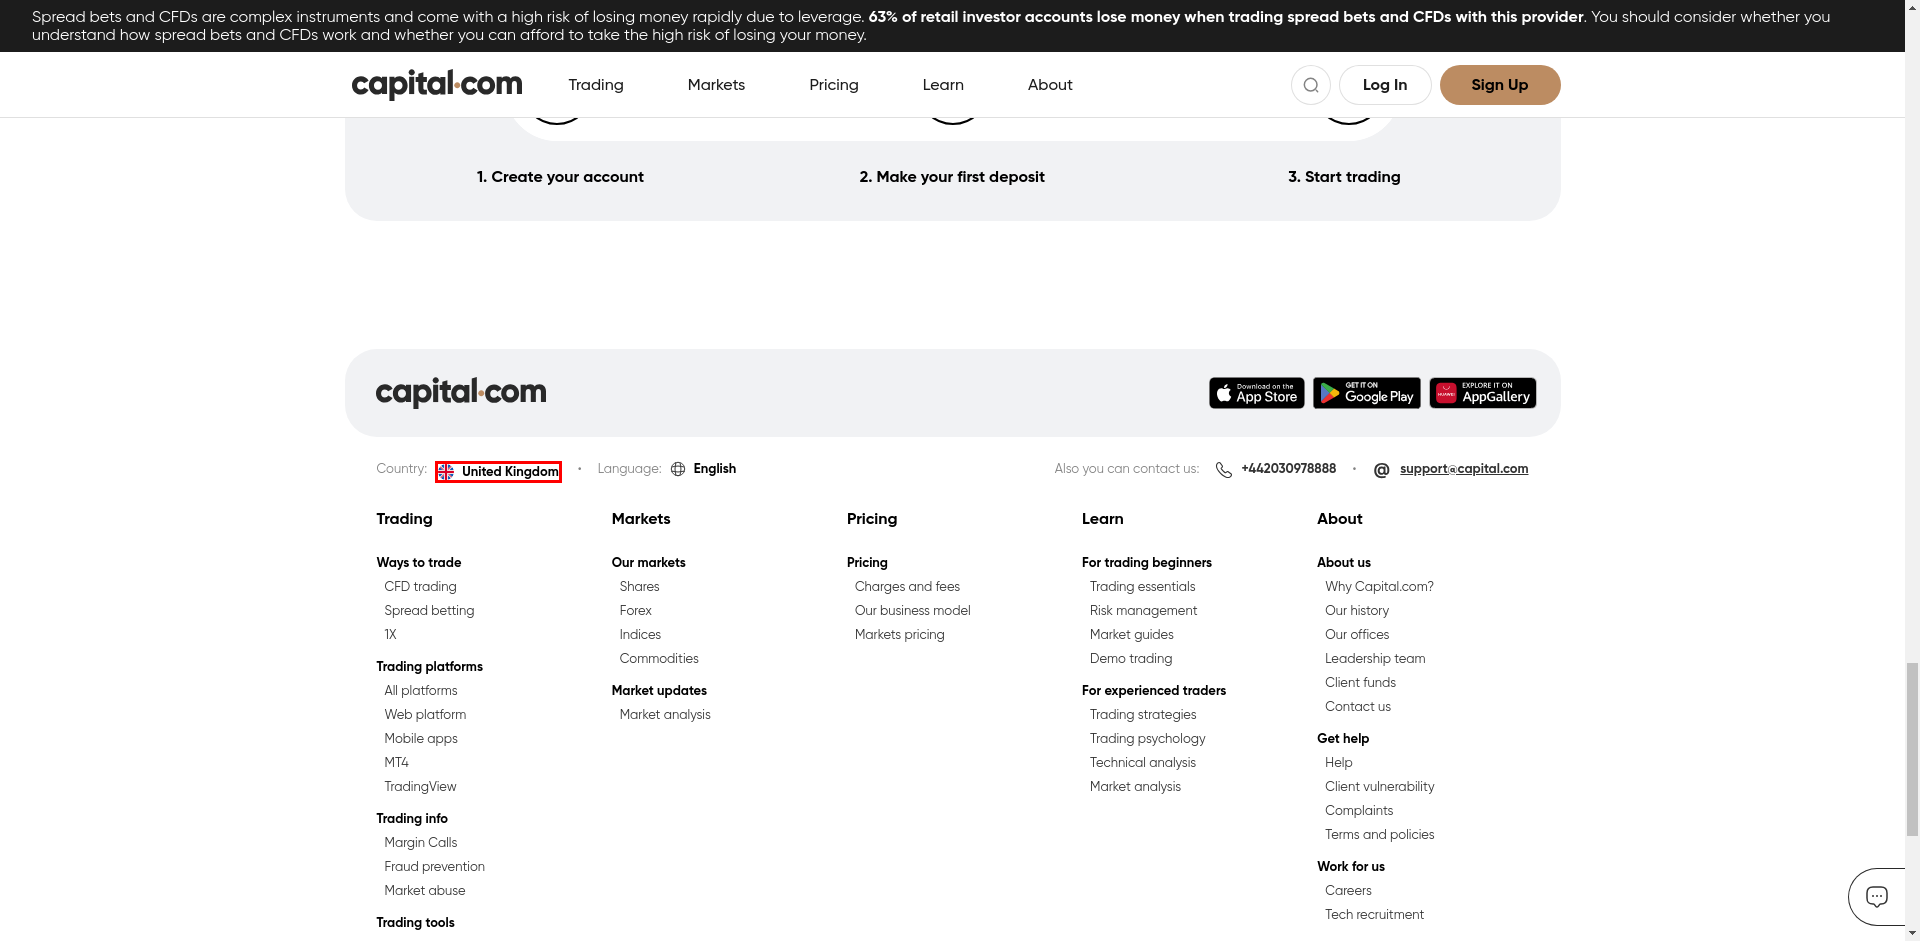 Spread bets and CFDs are complex instruments and come with a high risk of losing money rapidly due to leverage. 63% of retail investor accounts lose money when trading spread bets and CFDs with this provider. You should consider whether you
understand how spread bets and CFDs work and whether you can afford to take the high risk of losing your money.
capital.com
Trading
Markets
Pricing
Learn
About
Log In
Sign Up
1. Create your account
2. Make your first deposit
3. Start trading
capital.com
Download on the
App Store
GET IT ON
Google Play
HUAWEI
EXPLORE IT ON
AppGallery
Country:
United Kingdom
Language:
English
Also you can contact us:
+442030978888
@ support@capital.com
Trading
Ways to trade
CFD trading
Spread betting
1X
Trading platforms
All platforms
Web platform
Mobile apps
MT4
TradingView
Trading info
Margin Calls
Fraud prevention
Market abuse
Trading tools
Markets
Our markets
Shares
Forex
Indices
Commodities
Market updates
Market analysis
Pricing
Pricing
Charges and fees
Our business model
Markets pricing
Learn
For trading beginners
Trading essentials
Risk management
Market guides
Demo trading
For experienced traders
Trading strategies
Trading psychology
Technical analysis
Market analysis
About
About us
Why Capital.com?
Our history
Our offices
Leadership team
Client funds
Contact us
Get help
Help
Client vulnerability
Complaints
Terms and policies
Work for us
Careers
Tech recruitment